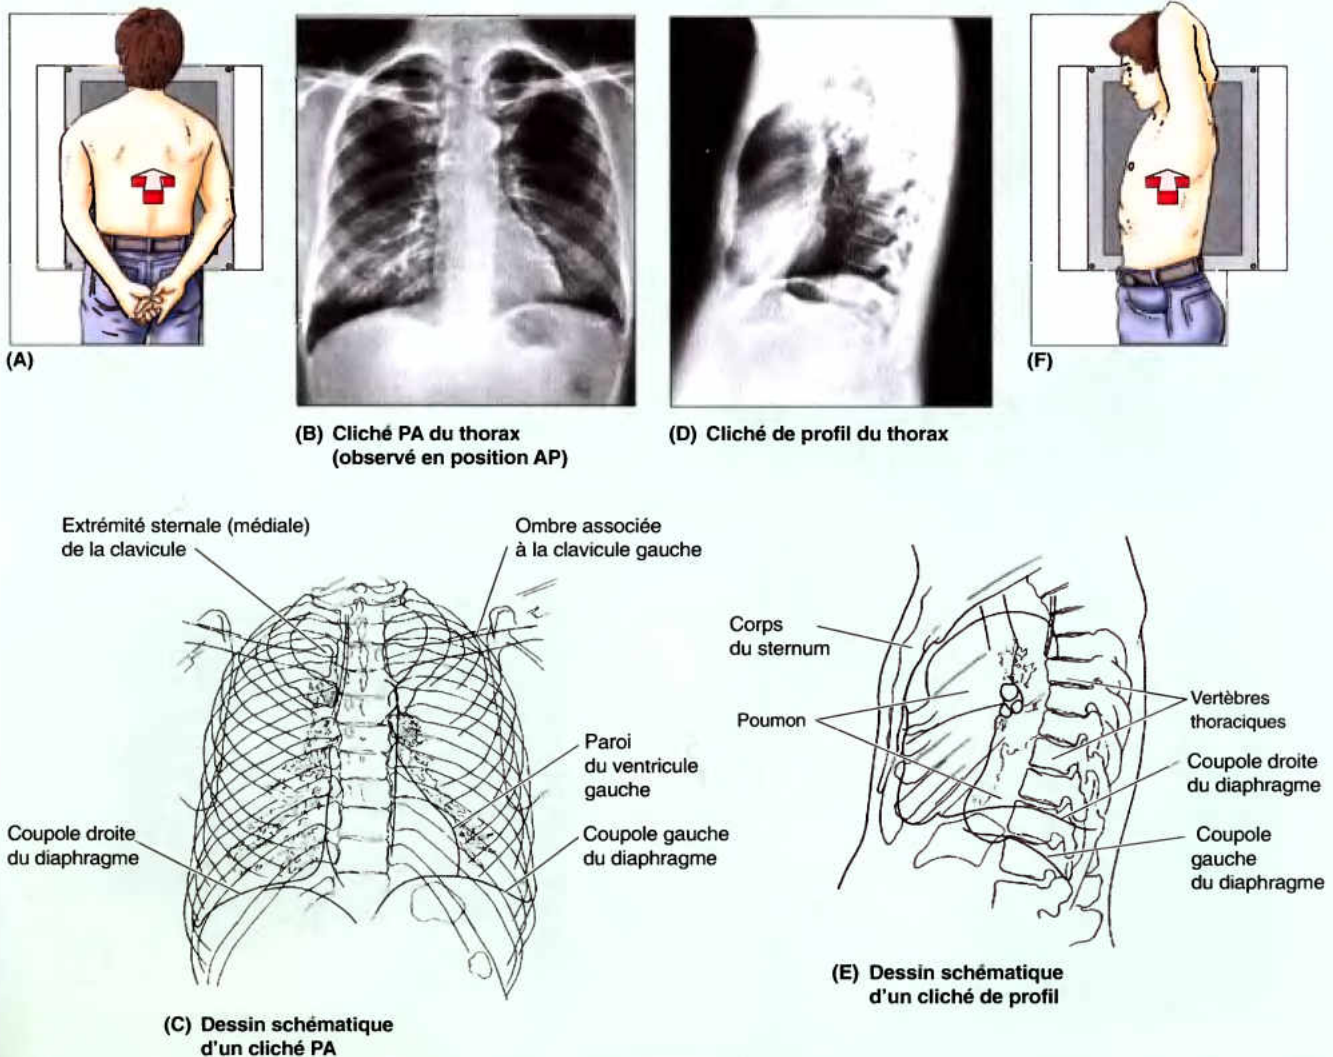 (A)
(B) Cliché PA du thorax
(observé en position AP)
(D) Cliché de profil du thorax
(F)
Extrémité sternale (médiale)
de la clavicule
Ombre associée
à la clavicule gauche
Paroi
du ventricule
gauche
Coupole droite
du diaphragme
Coupole gauche
du diaphragme
(C) Dessin schématique
d'un cliché PA
Corps
du sternum
Poumon
Vertèbres
thoraciques
Coupole droite
du diaphragme
Coupole
gauche
du diaphragme
(E) Dessin schématique
d'un cliché de profil